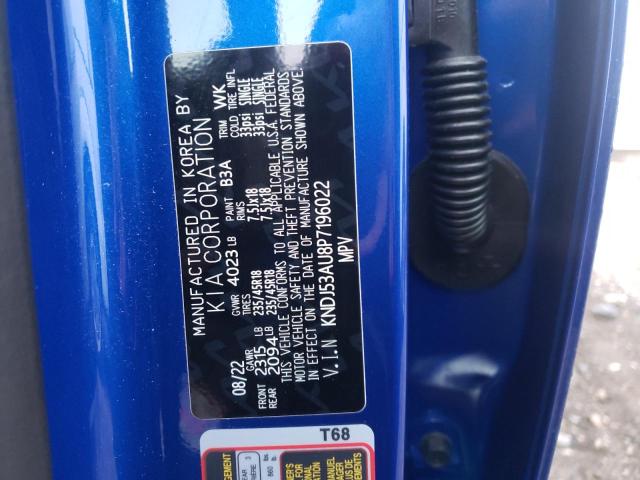 MANUFACTURED IN KOREA BY
KIA CORPORATION
08/22 GVWR 4023 LB PAINT B3A TRIM WK
GAWR TIRES RIMS COLD TIRE INFL
FRONT 2315 LB 235/45R18 7.5Jx18 33psi SINGLE
REAR 2094 LB 235/45R18 7.5Jx18 33psi SINGLE
THIS VEHICLE CONFORMS TO ALL APPLICABLE U.S.A. FEDERAL
MOTOR VEHICLE SAFETY AND THEFT PREVENTION STANDARDS
IN EFFECT ON THE DATE OF MANUFACTURE SHOWN ABOVE.
V.I.N KNDJ53AU8P7196022
MPV
T68